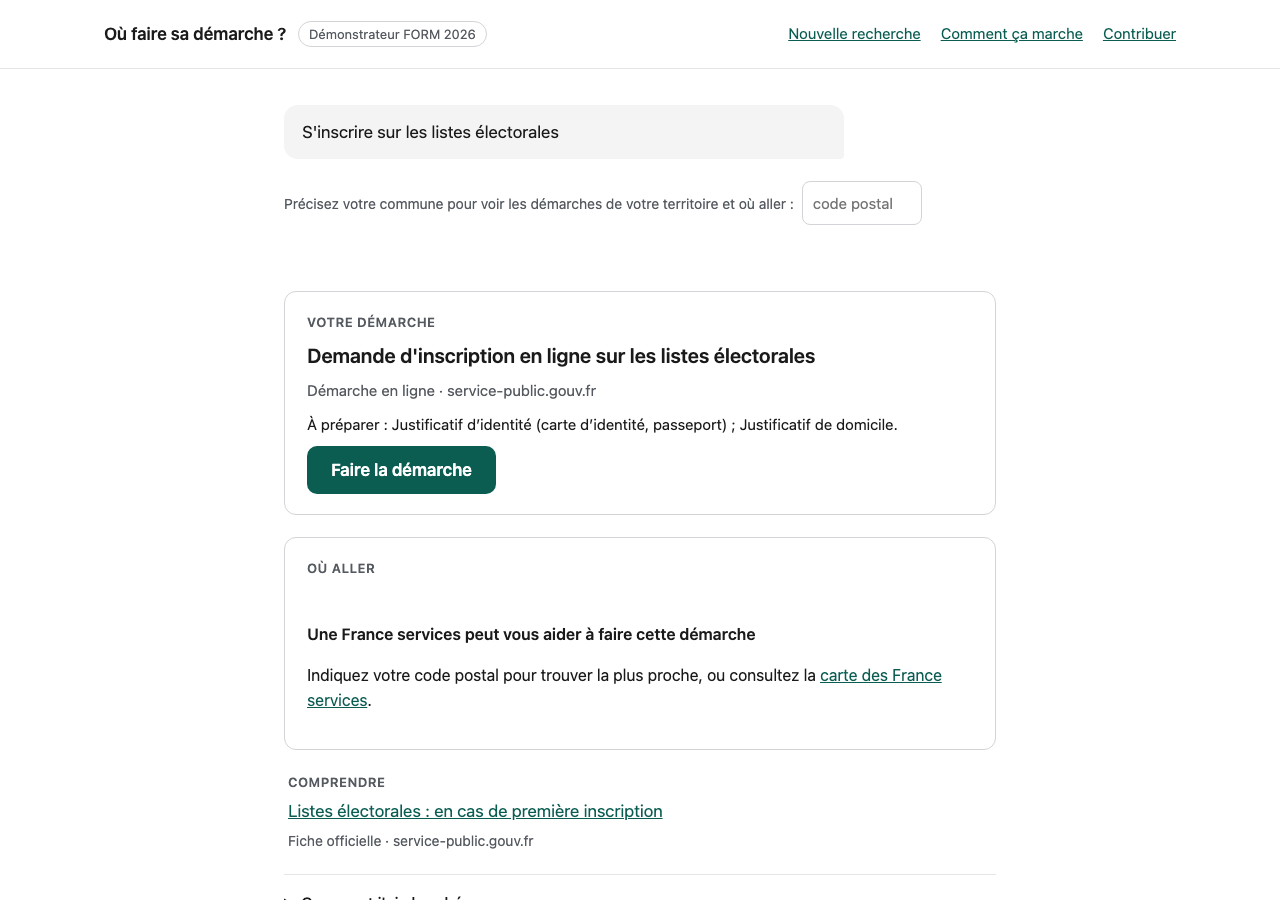 Où faire sa démarche ? Démonstrateur FORM 2026 Nouvelle recherche Comment ça marche Contribuer
S'inscrire sur les listes électorales
Précisez votre commune pour voir les démarches de votre territoire et où aller : code postal
VOTRE DÉMARCHE
Demande d'inscription en ligne sur les listes électorales
Démarche en ligne · service-public.gouv.fr
À préparer : Justificatif d’identité (carte d’identité, passeport) ; Justificatif de domicile.
Faire la démarche
OÙ ALLER
Une France services peut vous aider à faire cette démarche
Indiquez votre code postal pour trouver la plus proche, ou consultez la carte des France
services.
COMPRENDRE
Listes électorales : en cas de première inscription
Fiche officielle · service-public.gouv.fr